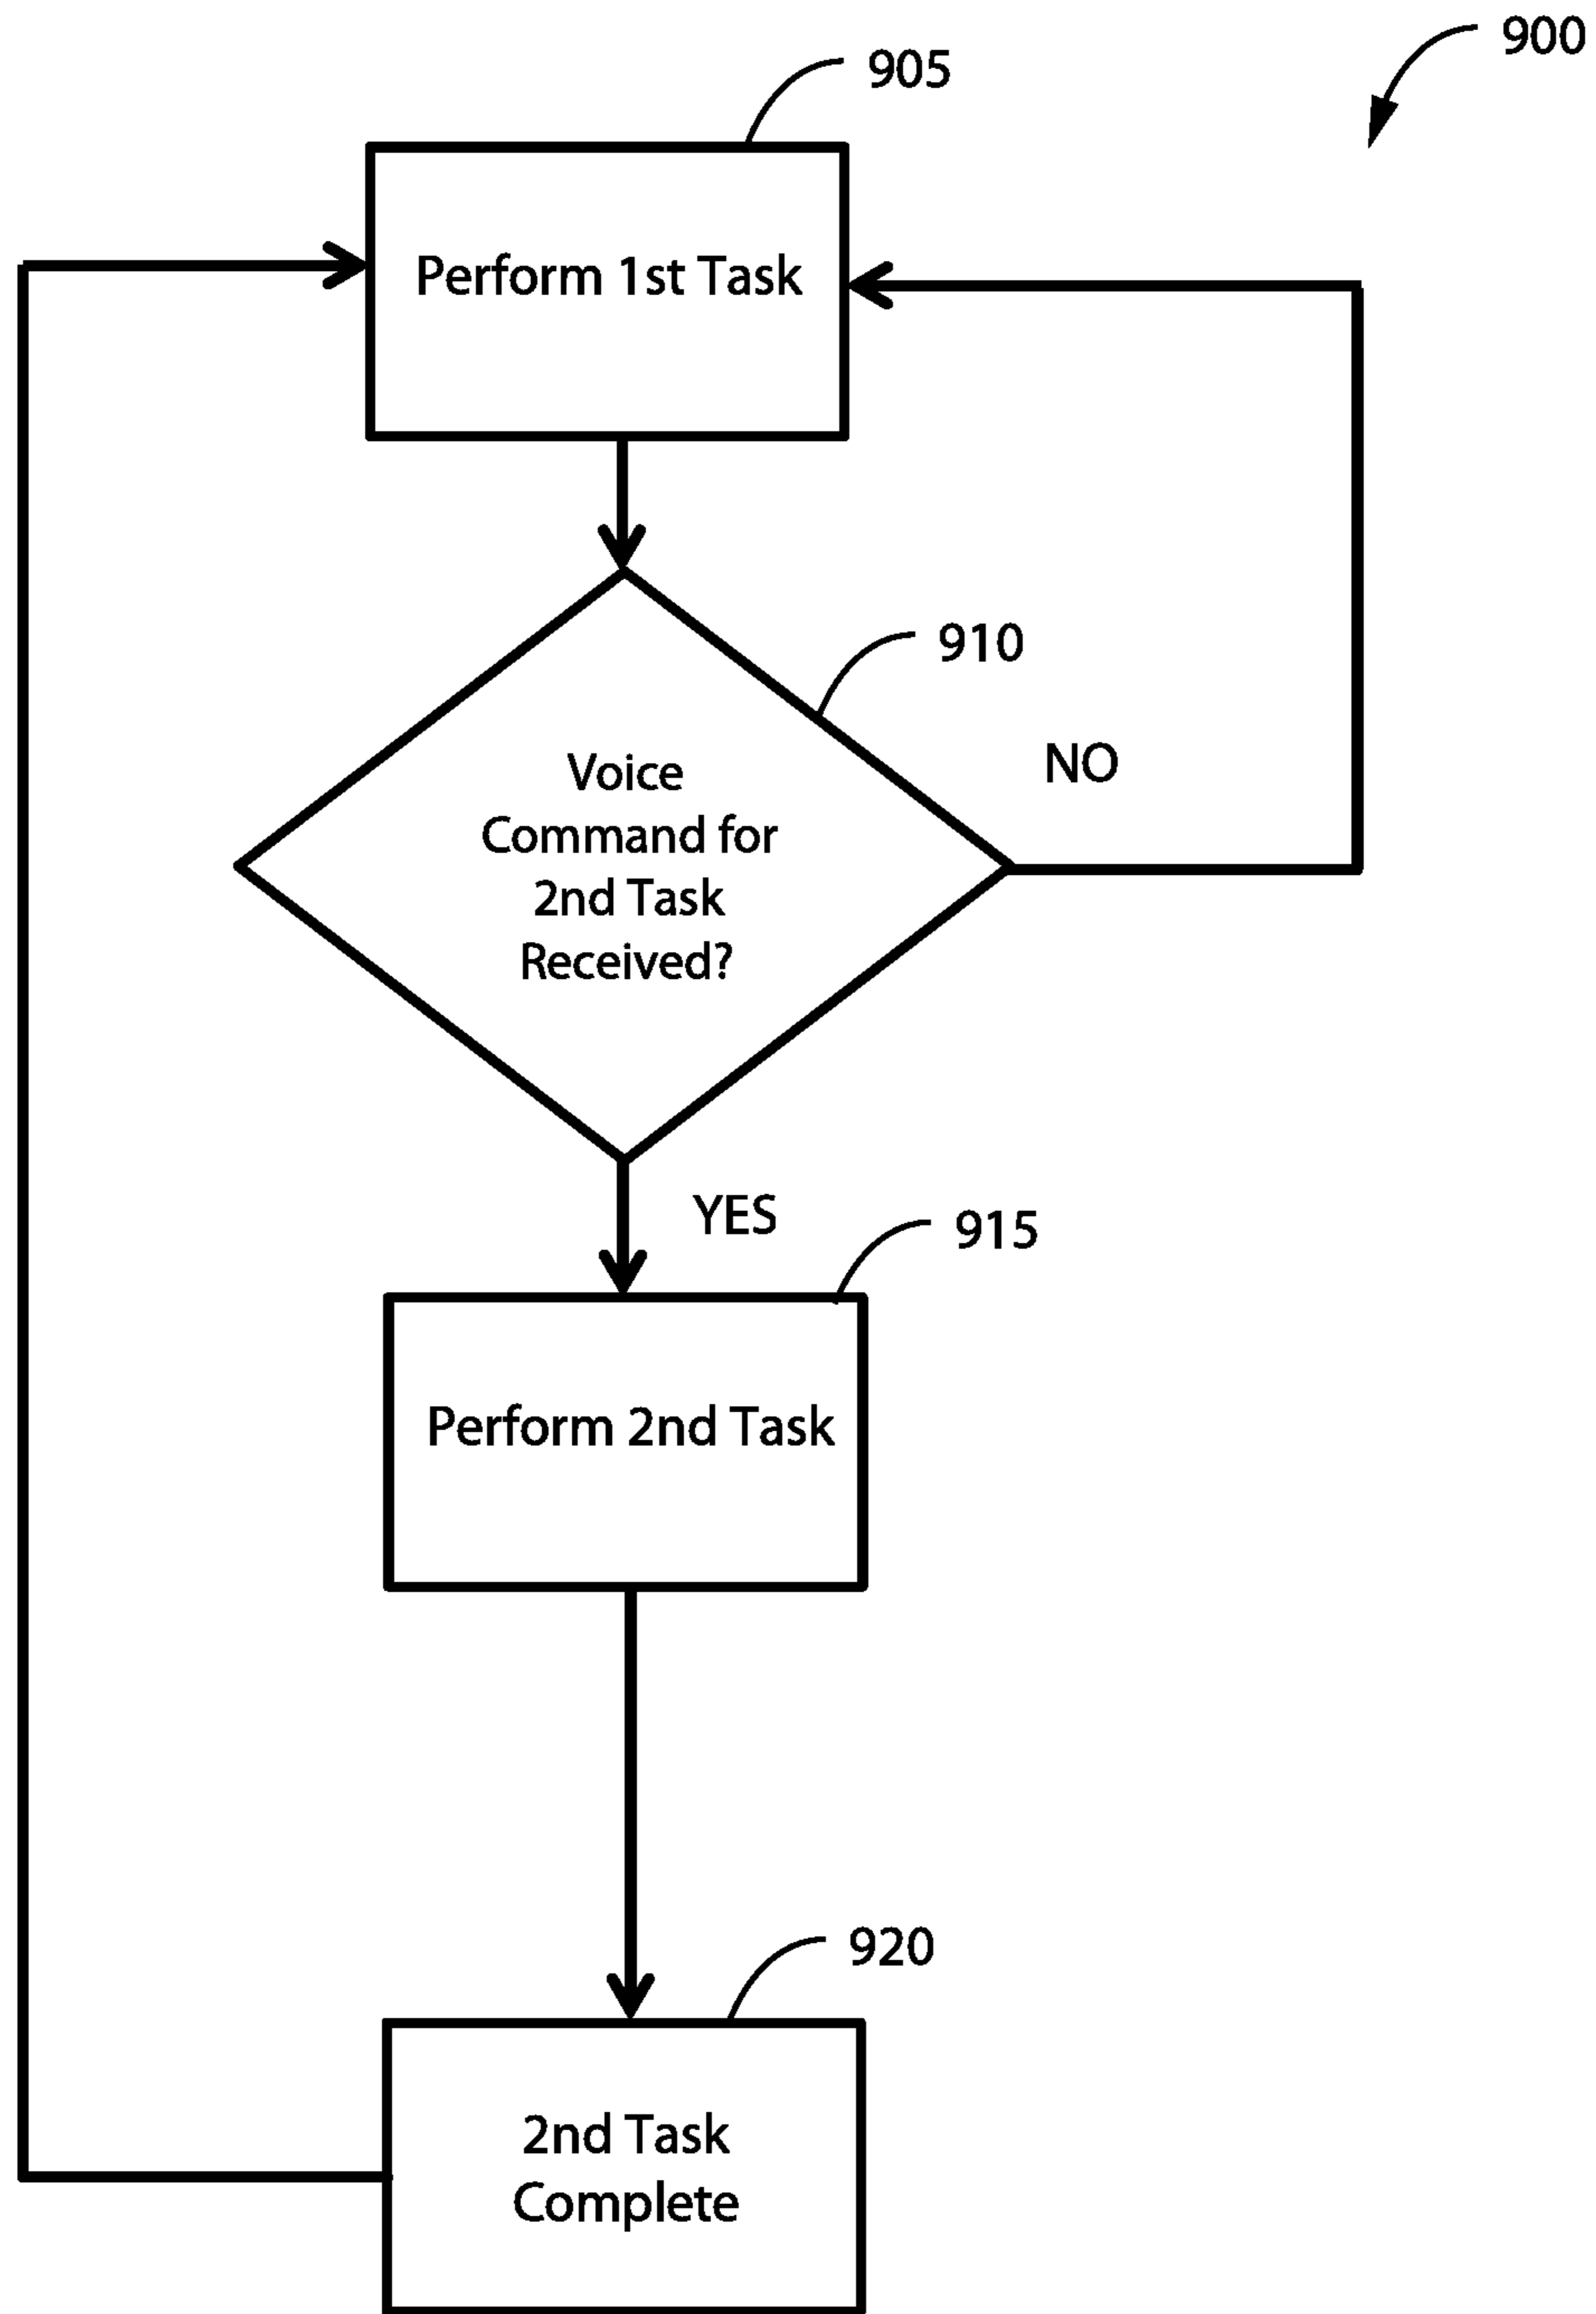 900
905
Perform 1st Task
910
NO
Voice
Command for
2nd Task
Received?
YES
915
Perform 2nd Task
920
2nd Task
Complete